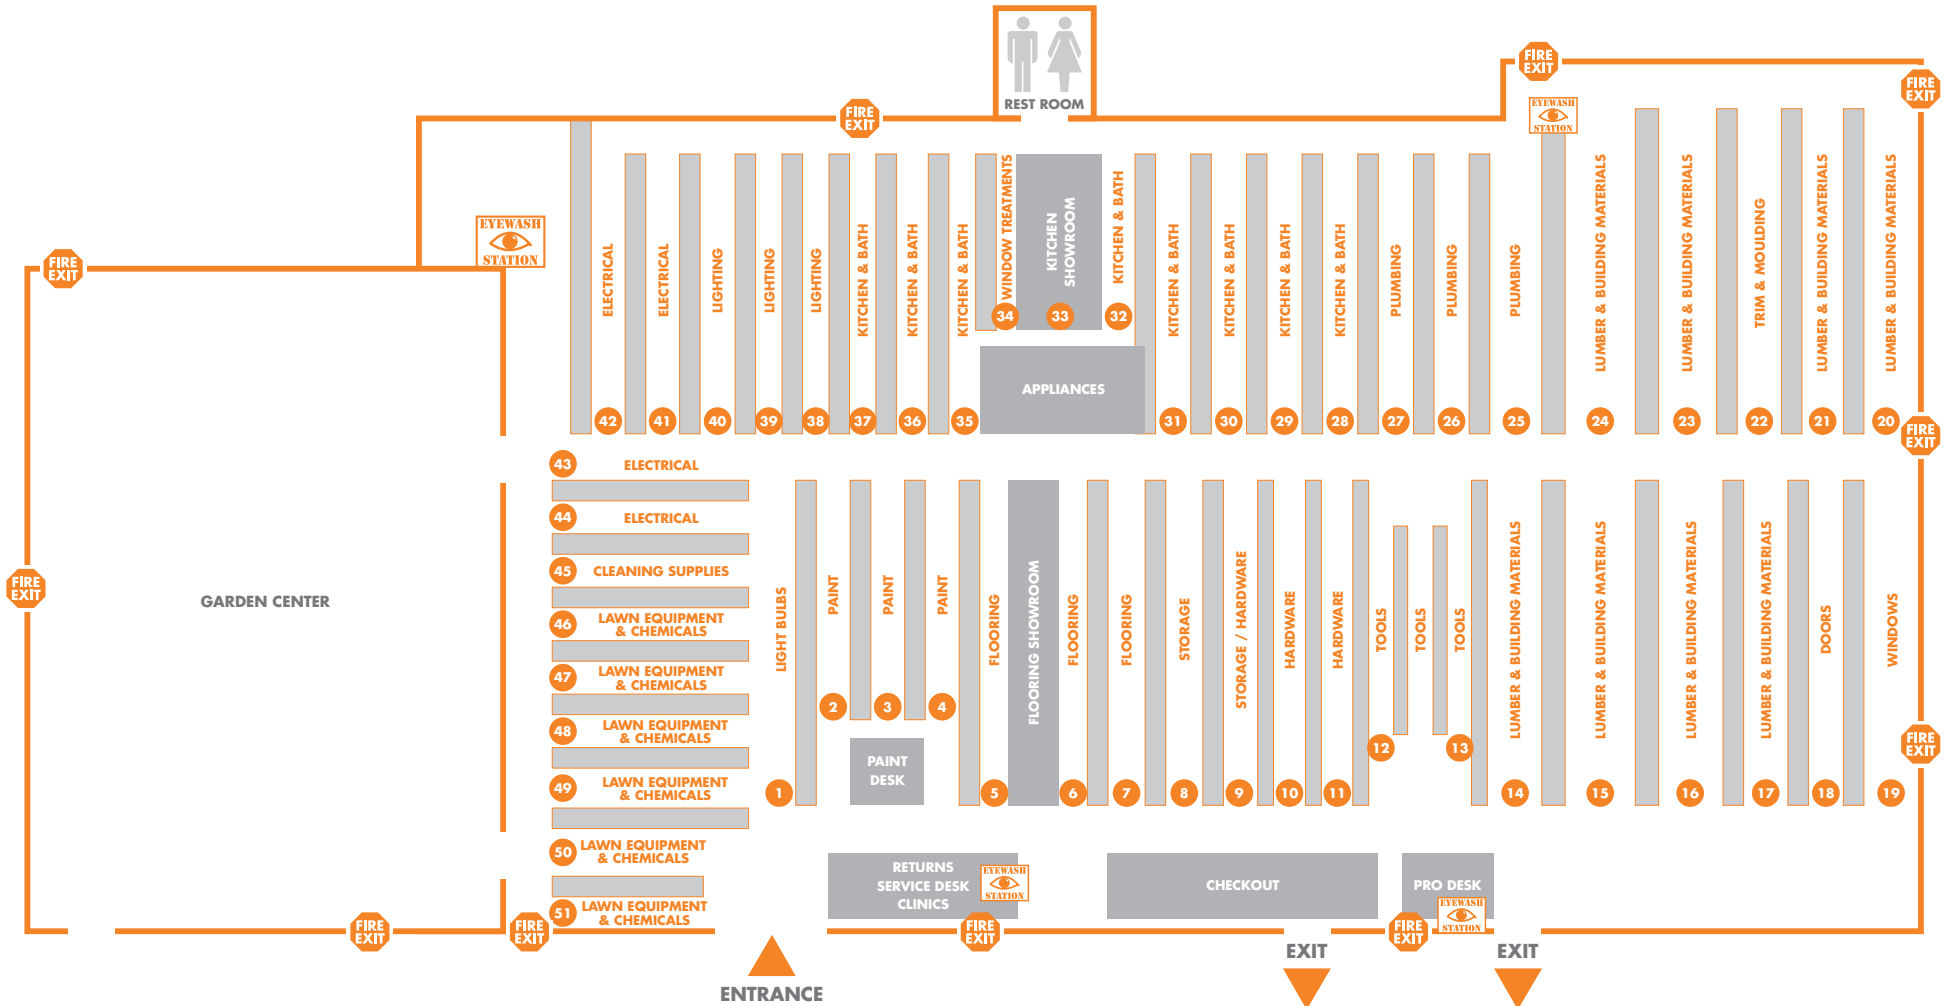 REST ROOM
FIRE
EXIT
FIRE
EXIT
FIRE
EXIT
EYEWASH
STATION
EYEWASH
STATION
FIRE
EXIT
ELECTRICAL
42
ELECTRICAL
41
LIGHTING
40
LIGHTING
39
LIGHTING
38
KITCHEN & BATH
37
KITCHEN & BATH
36
KITCHEN & BATH
35
WINDOW TREATMENTS
34
KITCHEN
SHOWROOM
33
KITCHEN & BATH
32
APPLIANCES
KITCHEN & BATH
31
KITCHEN & BATH
30
KITCHEN & BATH
29
KITCHEN & BATH
28
PLUMBING
27
PLUMBING
26
PLUMBING
25
LUMBER & BUILDING MATERIALS
24
LUMBER & BUILDING MATERIALS
23
TRIM & MOULDING
22
LUMBER & BUILDING MATERIALS
21
LUMBER & BUILDING MATERIALS
20
FIRE
EXIT
FIRE
EXIT
GARDEN CENTER
43 ELECTRICAL
44 ELECTRICAL
45 CLEANING SUPPLIES
46 LAWN EQUIPMENT
& CHEMICALS
47 LAWN EQUIPMENT
& CHEMICALS
48 LAWN EQUIPMENT
& CHEMICALS
49 LAWN EQUIPMENT
& CHEMICALS
50 LAWN EQUIPMENT
& CHEMICALS
51 LAWN EQUIPMENT
& CHEMICALS
LIGHT BULBS
1
PAINT
2
PAINT
3
PAINT
4
PAINT
DESK
FLOORING
5
FLOORING SHOWROOM
FLOORING
6
FLOORING
7
STORAGE
8
STORAGE / HARDWARE
9
HARDWARE
10
HARDWARE
11
TOOLS
12
TOOLS
TOOLS
13
LUMBER & BUILDING MATERIALS
14
LUMBER & BUILDING MATERIALS
15
LUMBER & BUILDING MATERIALS
16
LUMBER & BUILDING MATERIALS
17
DOORS
18
WINDOWS
19
FIRE
EXIT
RETURNS
SERVICE DESK
CLINICS
EYEWASH
STATION
CHECKOUT
PRO DESK
EYEWASH
STATION
FIRE
EXIT
FIRE
EXIT
FIRE
EXIT
FIRE
EXIT
ENTRANCE
EXIT
EXIT